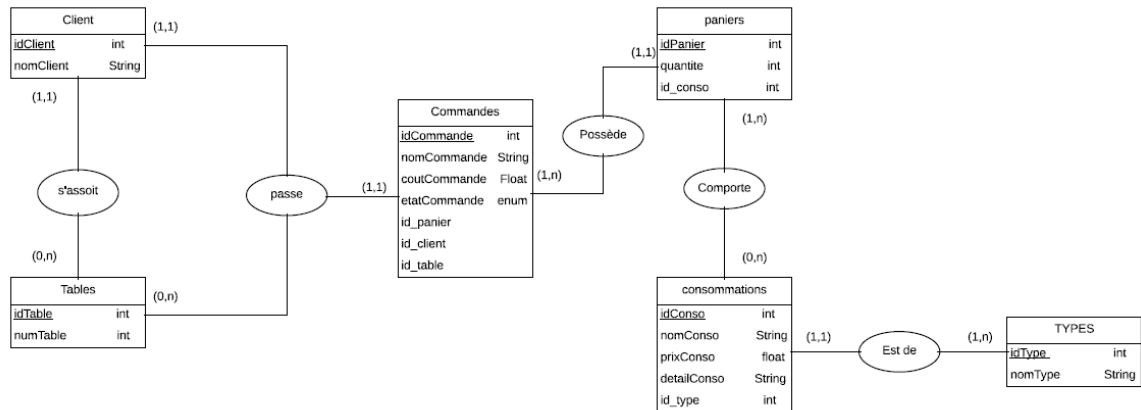 Client
idClient int
nomClient String
(1,1)
(1,1)
s'assoit
(0,n)
Tables
idTable int
numTable int
(0,n)
passe
(1,1)
Commandes
idCommande int
nomCommande String
coutCommande Float
etatCommande enum
id_panier
id_client
id_table
(1,n)
Possède
(1,1)
paniers
idPanier int
quantite int
id_conso int
(1,n)
Comporte
(0,n)
consommations
idConso int
nomConso String
prixConso float
detailConso String
id_type int
(1,1)
Est de
(1,n)
TYPES
idType int
nomType String